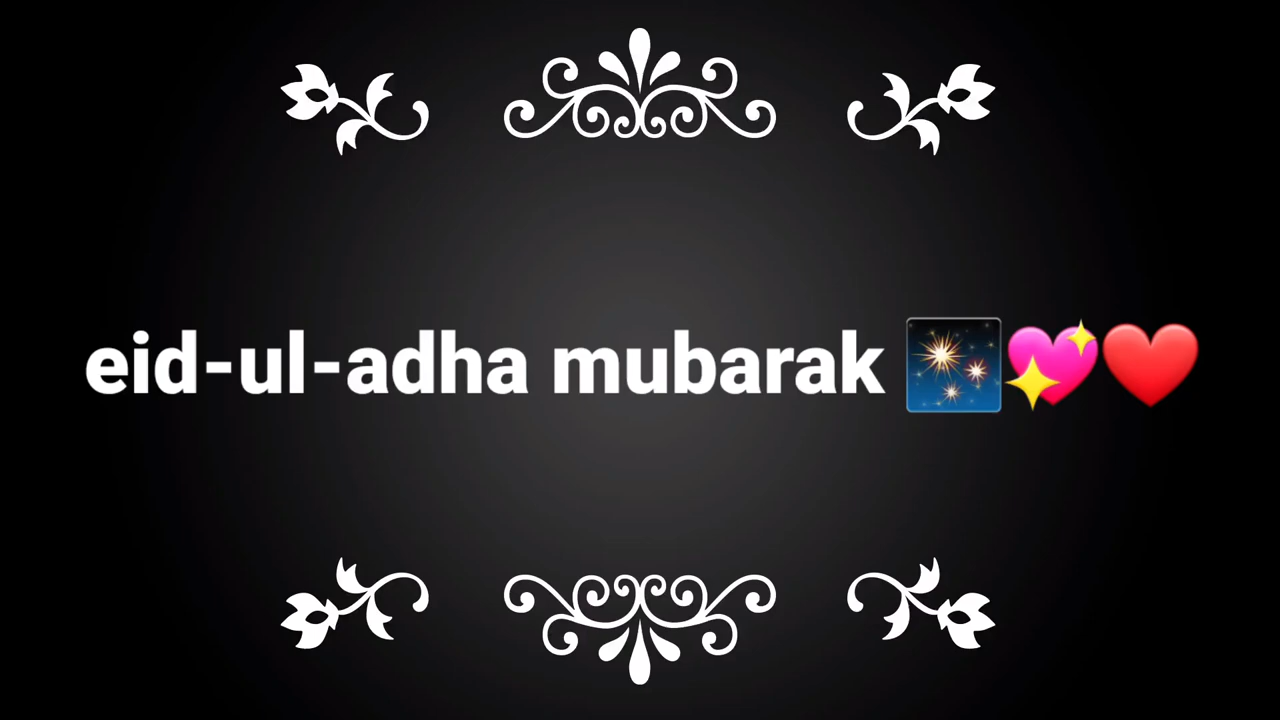 eid-ul-adha mubarak 🎇💖❤️